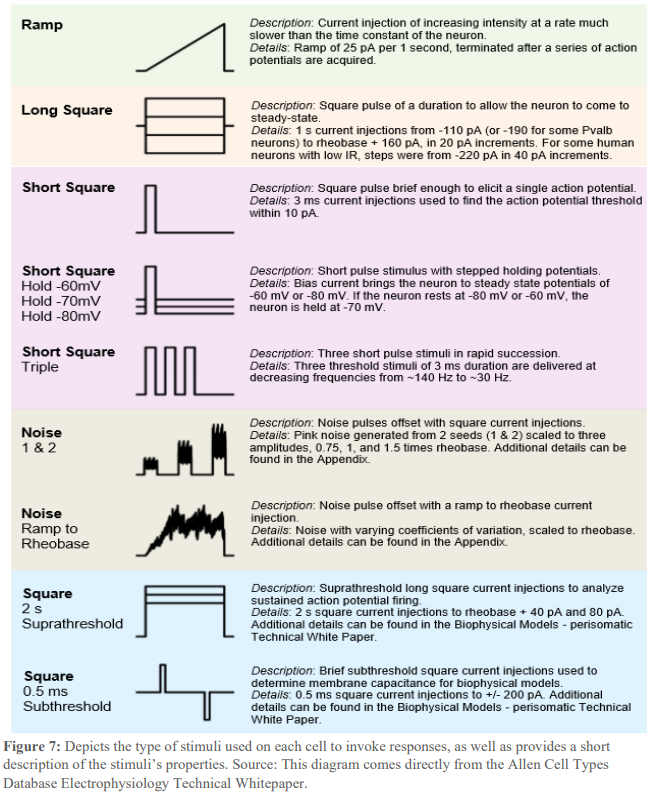 Ramp
Description: Current injection of increasing intensity at a rate much
slower than the time constant of the neuron.
Details: Ramp of 25 pA per 1 second, terminated after a series of action
potentials are acquired.
Long Square
Description: Square pulse of a duration to allow the neuron to come to
steady-state.
Details: 1 s current injections from -110 pA (or -190 for some Pvalb
neurons) to rheobase + 160 pA, in 20 pA increments. For some human
neurons with low IR, steps were from -220 pA in 40 pA increments.
Short Square
Description: Square pulse brief enough to elicit a single action potential.
Details: 3 ms current injections used to find the action potential threshold
within 10 pA.
Short Square
Hold -60mV
Hold -70mV
Hold -80mV
Description: Short pulse stimulus with stepped holding potentials.
Details: Bias current brings the neuron to steady state potentials of
-60 mV or -80 mV. If the neuron rests at -80 mV or -60 mV, the
neuron is held at -70 mV.
Short Square
Triple
Description: Three short pulse stimuli in rapid succession.
Details: Three threshold stimuli of 3 ms duration are delivered at
decreasing frequencies from ~140 Hz to ~30 Hz.
Noise
1 & 2
Description: Noise pulses offset with square current injections.
Details: Pink noise generated from 2 seeds (1 & 2) scaled to three
amplitudes, 0.75, 1, and 1.5 times rheobase. Additional details can be
found in the Appendix.
Noise
Ramp to
Rheobase
Description: Noise pulse offset with a ramp to rheobase current
injection.
Details: Noise with varying coefficients of variation, scaled to rheobase.
Additional details can be found in the Appendix.
Square
2 s
Suprathreshold
Description: Suprathreshold long square current injections to analyze
sustained action potential firing.
Details: 2 s square current injections to rheobase + 40 pA and 80 pA.
Additional details can be found in the Biophysical Models - perisomatic
Technical White Paper.
Square
0.5 ms
Subthreshold
Description: Brief subthreshold square current injections used to
determine membrane capacitance for biophysical models.
Details: 0.5 ms square current injections to +/- 200 pA. Additional
details can be found in the Biophysical Models - perisomatic Technical
White Paper.
Figure 7: Depicts the type of stimuli used on each cell to invoke responses, as well as provides a short
description of the stimuli's properties. Source: This diagram comes directly from the Allen Cell Types
Database Electrophysiology Technical Whitepaper.